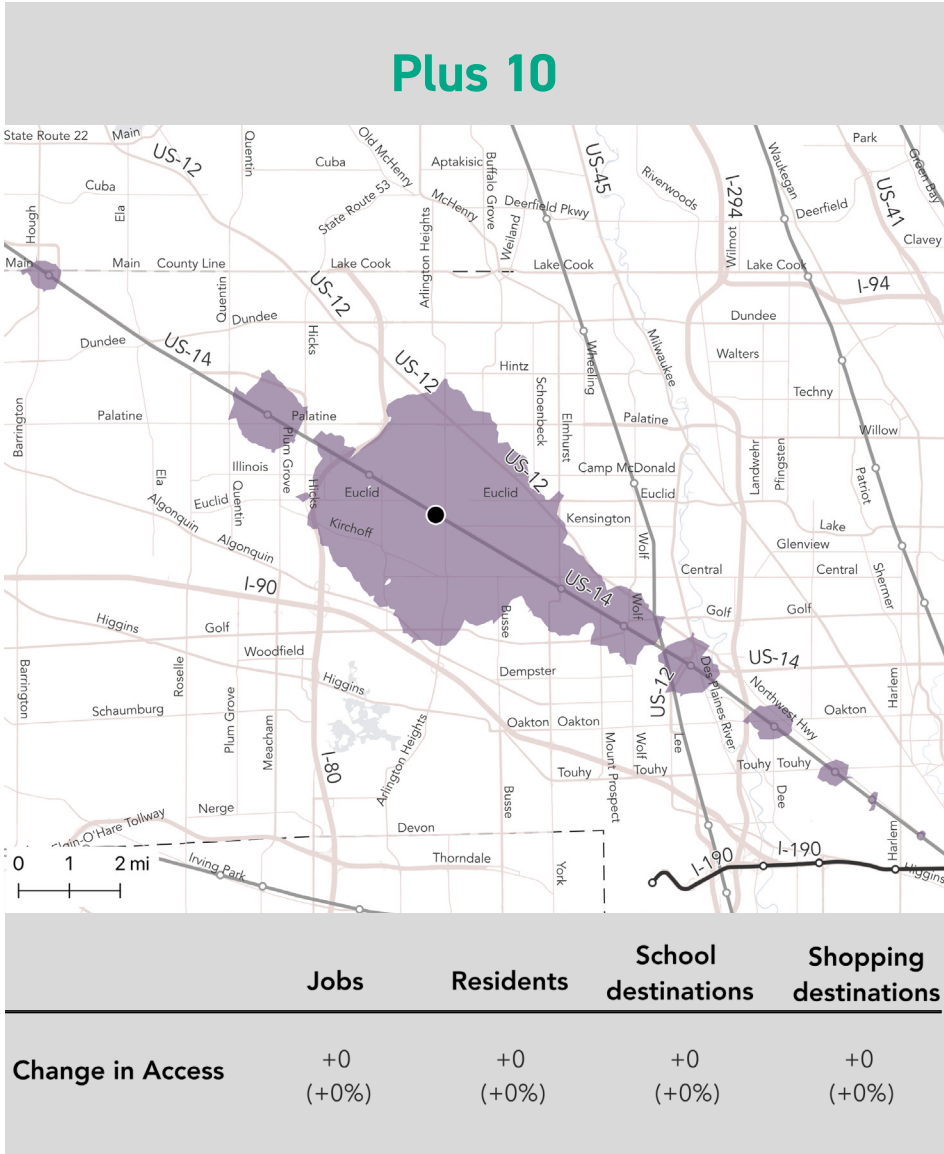 Plus 10
State Route 22
Main
US-12
Quentin
Cuba
Old McHenry
Aptakisic
Buffalo Grove
US-45
Riverwoods
I-294
Waukegan
Park
Green Bay
US-41
Cuba
Ela
Hough
State Route 53
McHenry
Arlington Heights
Weiland
Deerfield Pkwy
Wilmot
Deerfield
Clavey
Main
Main
County Line
Lake Cook
Lake Cook
Lake Cook
I-94
Quentin
US-12
Dundee
Dundee
Dundee
Hicks
US-14
Wheeling
Milwaukee
Walters
US-12
Hintz
Schoenbeck
Elmhurst
Techny
Barrington
Palatine
Palatine
Palatine
Willow
Plum Grove
US-12
Landwehr
Pfingsten
Illinois
Camp McDonald
Patriot
Ela
Euclid
Quentin
Hicks
Euclid
Euclid
Euclid
Algonquin
Kirchoff
Kensington
Lake
Algonquin
Wolf
Glenview
Central
Central
Shermer
I-90
US-14
Wolf
Golf
Golf
Higgins
Golf
Busse
Woodfield
US-14
Barrington
Roselle
Higgins
Dempster
US-12
Des Plaines River
Northwest Hwy
Harlem
Schaumburg
Plum Grove
Meacham
Oakton
Oakton
Oakton
Arlington Heights
Mount Prospect
Wolf
Lee
I-80
Touhy
Touhy
Touhy
Touhy
Busse
Dee
Nerge
Elgin-O'Hare Tollway
Devon
Harlem
0
1
2 mi
Irving Park
Thorndale
York
I-190
I-190
Higgins
Jobs
Residents
School
destinations
Shopping
destinations
Change in Access
+0
(+0%)
+0
(+0%)
+0
(+0%)
+0
(+0%)